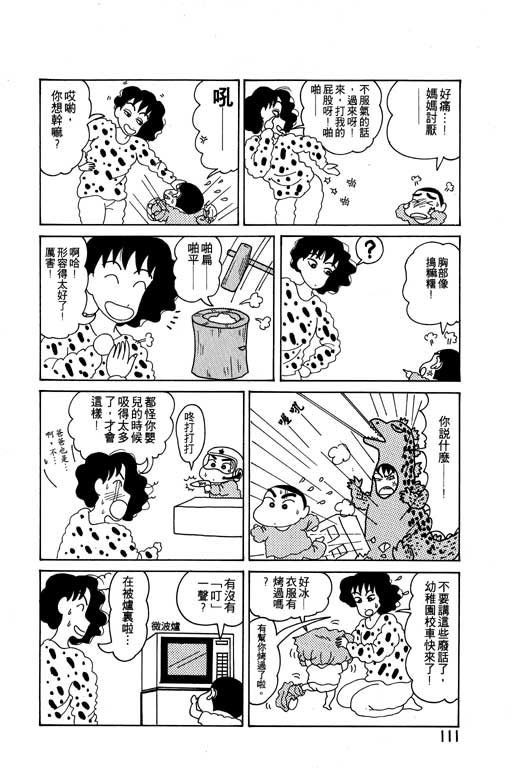 好痛…！
媽媽討厭
——
不服氣的話
，過來呀！
來，打我的
屁股呀！啪
啪——
吼
——
哎喲，
你想幹嘛？
胸部像
搗麻糬！
？
啪扁
啪平
——
啊哈！
形容得太好了！
厲害！
你說什麼
——！
喔吼
咚打打打
都怪你嬰
兒的時候
吸得太多
了，才會
這樣！
爸爸也是…
啊，不…
不要講這些廢話了
幼稚園校車快來了！
好冰—
衣服有
烤過嗎
？
有幫你烤過了啦。
有沒有
「叮」
一聲？
微波爐
在被爐裏啦…
111